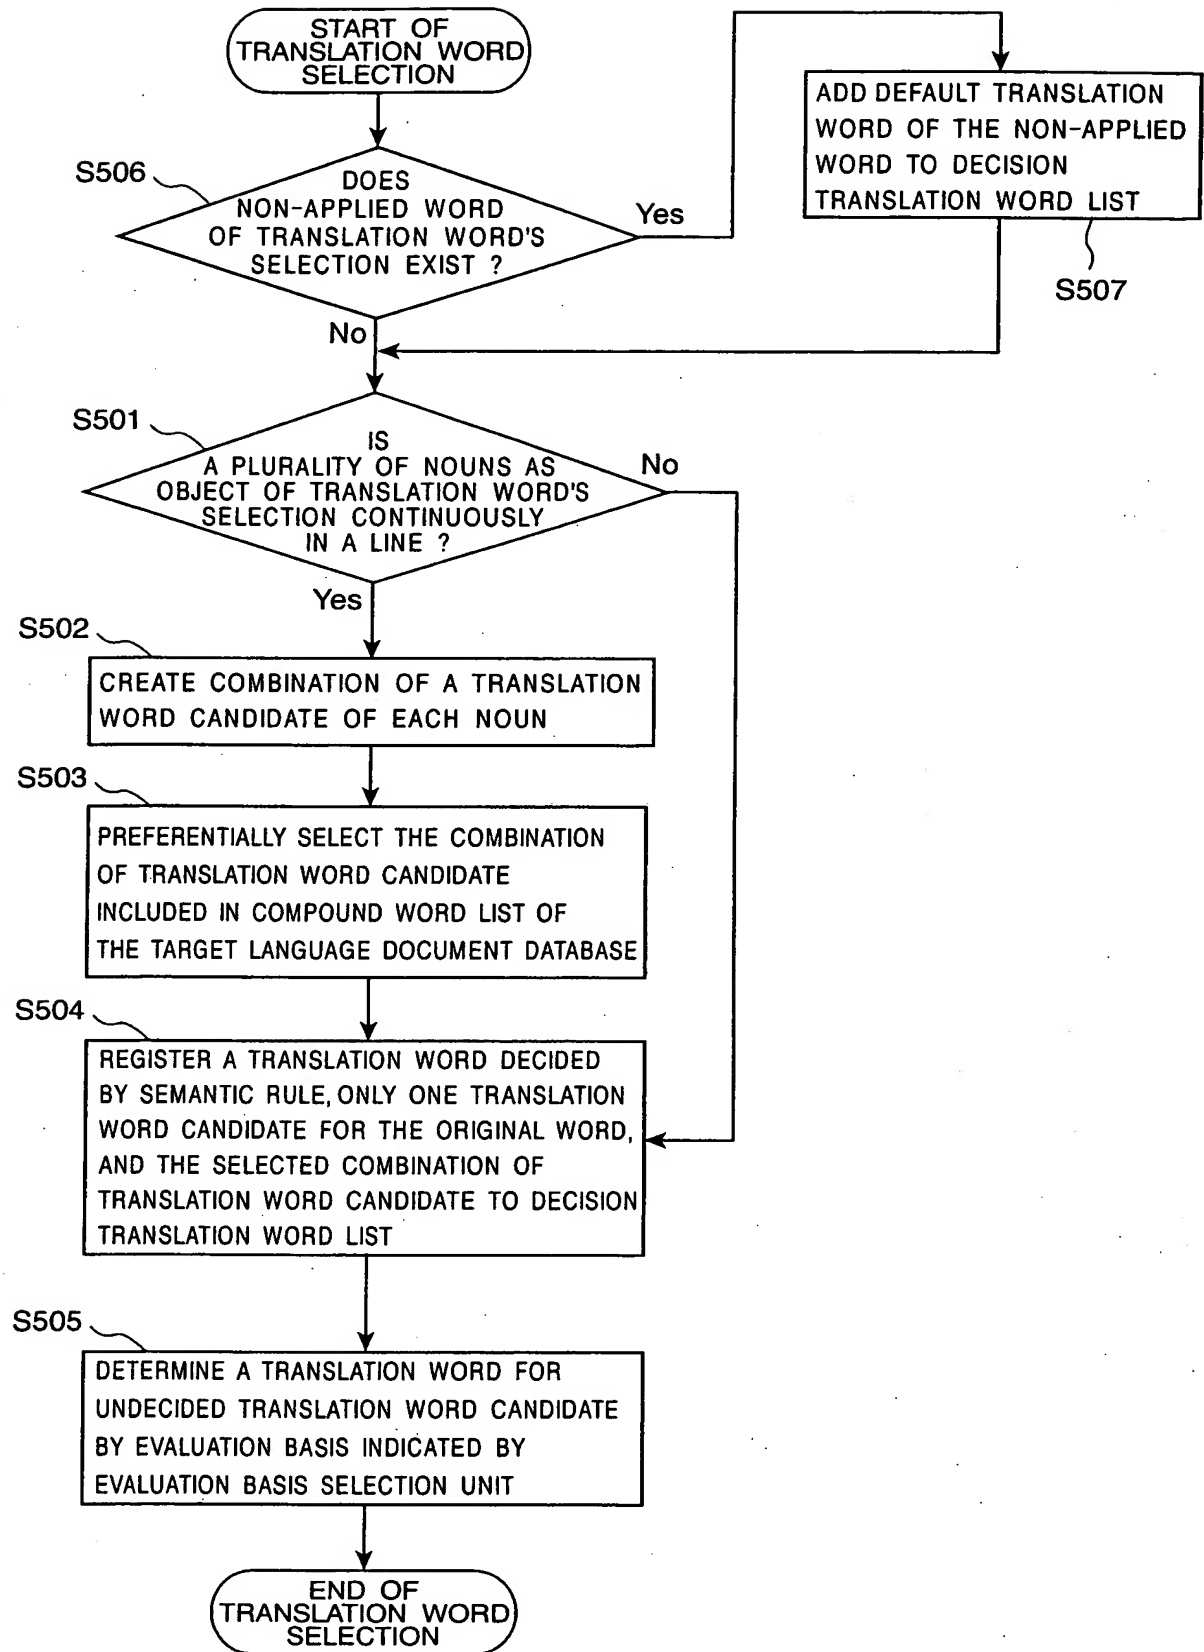 START OF
TRANSLATION WORD
SELECTION
ADD DEFAULT TRANSLATION
WORD OF THE NON-APPLIED
WORD TO DECISION
TRANSLATION WORD LIST
S507
S506
DOES
NON-APPLIED WORD
OF TRANSLATION WORD'S
SELECTION EXIST ?
Yes
No
S501
IS
A PLURALITY OF NOUNS AS
OBJECT OF TRANSLATION WORD'S
SELECTION CONTINUOUSLY
IN A LINE ?
No
Yes
S502
CREATE COMBINATION OF A TRANSLATION
WORD CANDIDATE OF EACH NOUN
S503
PREFERENTIALLY SELECT THE COMBINATION
OF TRANSLATION WORD CANDIDATE
INCLUDED IN COMPOUND WORD LIST OF
THE TARGET LANGUAGE DOCUMENT DATABASE
S504
REGISTER A TRANSLATION WORD DECIDED
BY SEMANTIC RULE, ONLY ONE TRANSLATION
WORD CANDIDATE FOR THE ORIGINAL WORD,
AND THE SELECTED COMBINATION OF
TRANSLATION WORD CANDIDATE TO DECISION
TRANSLATION WORD LIST
S505
DETERMINE A TRANSLATION WORD FOR
UNDECIDED TRANSLATION WORD CANDIDATE
BY EVALUATION BASIS INDICATED BY
EVALUATION BASIS SELECTION UNIT
END OF
TRANSLATION WORD
SELECTION